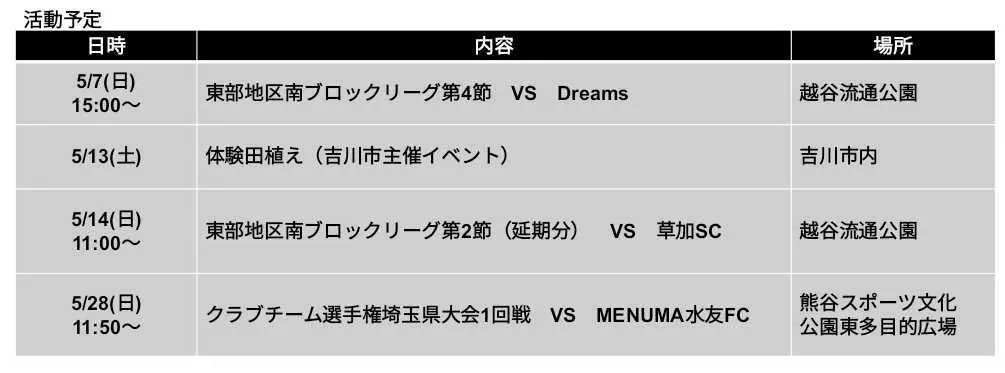 活動予定
日時 内容 場所
5/7(日)
15:00〜
東部地区南ブロックリーグ第4節 VS Dreams
越谷流通公園
5/13(土)
体験田植え（吉川市主催イベント）
吉川市内
5/14(日)
11:00〜
東部地区南ブロックリーグ第2節（延期分） VS 草加SC
越谷流通公園
5/28(日)
11:50〜
クラブチーム選手権埼玉県大会1回戦 VS MENUMA水友FC
熊谷スポーツ文化
公園東多目的広場